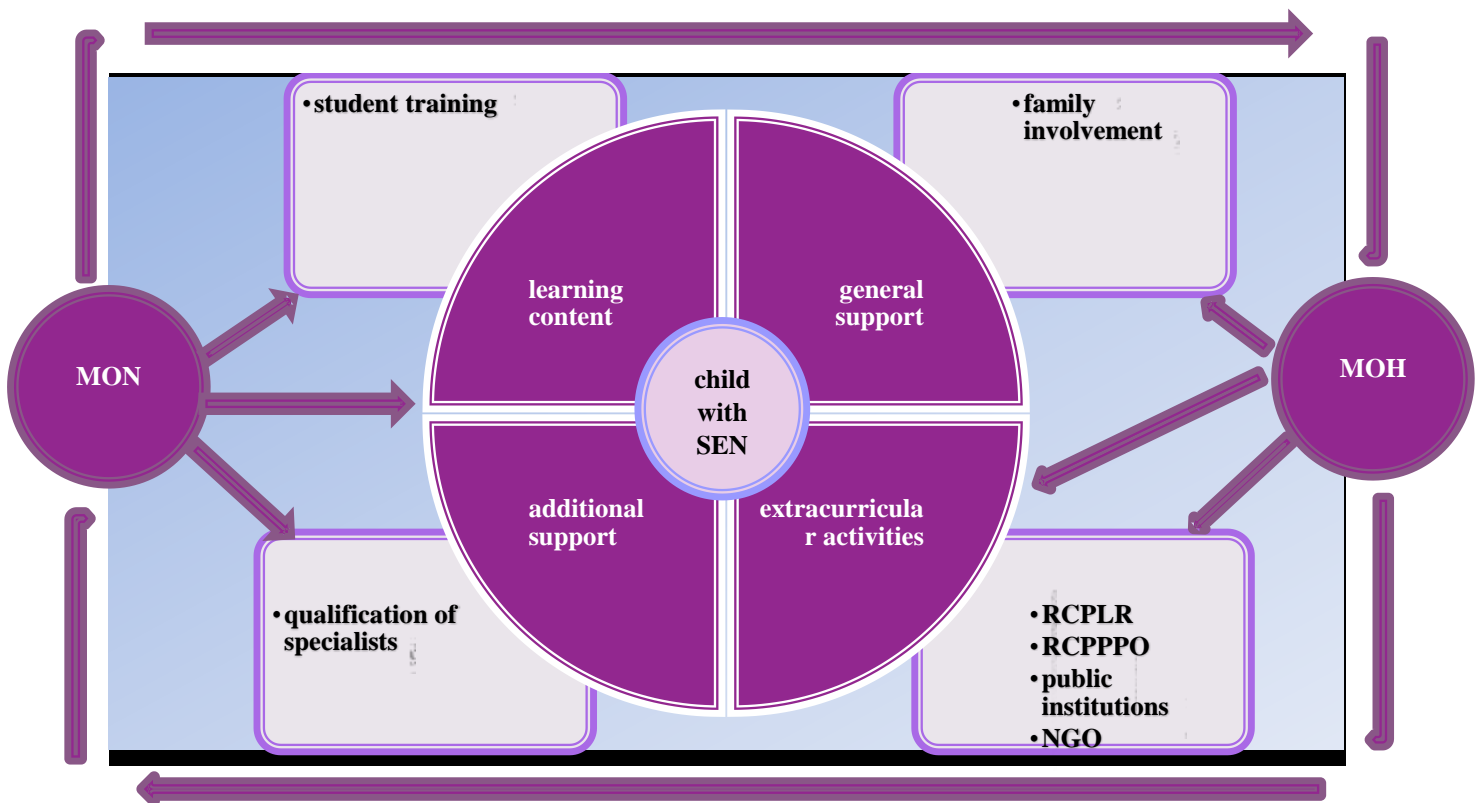 •student training
•family
involvement
learning
content
general
support
MON
child
with
SEN
MOH
additional
support
extracurricula
r activities
•qualification of
specialists
•RCPLR
•RCPPPO
•public
institutions
•NGO